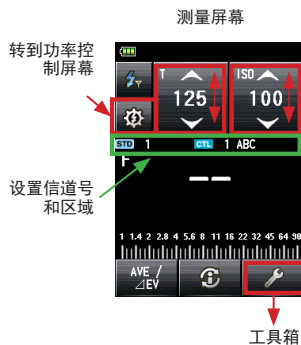 测量屏幕
转到功率控
制屏幕
T
125
ISO
100
STD 1 CTL 1 ABC
F
设置信道号
和区域
1 1.4 2 2.8 4 5.6 8 11 16 22 32 45 64 90
AVE /
⊿EV
工具箱